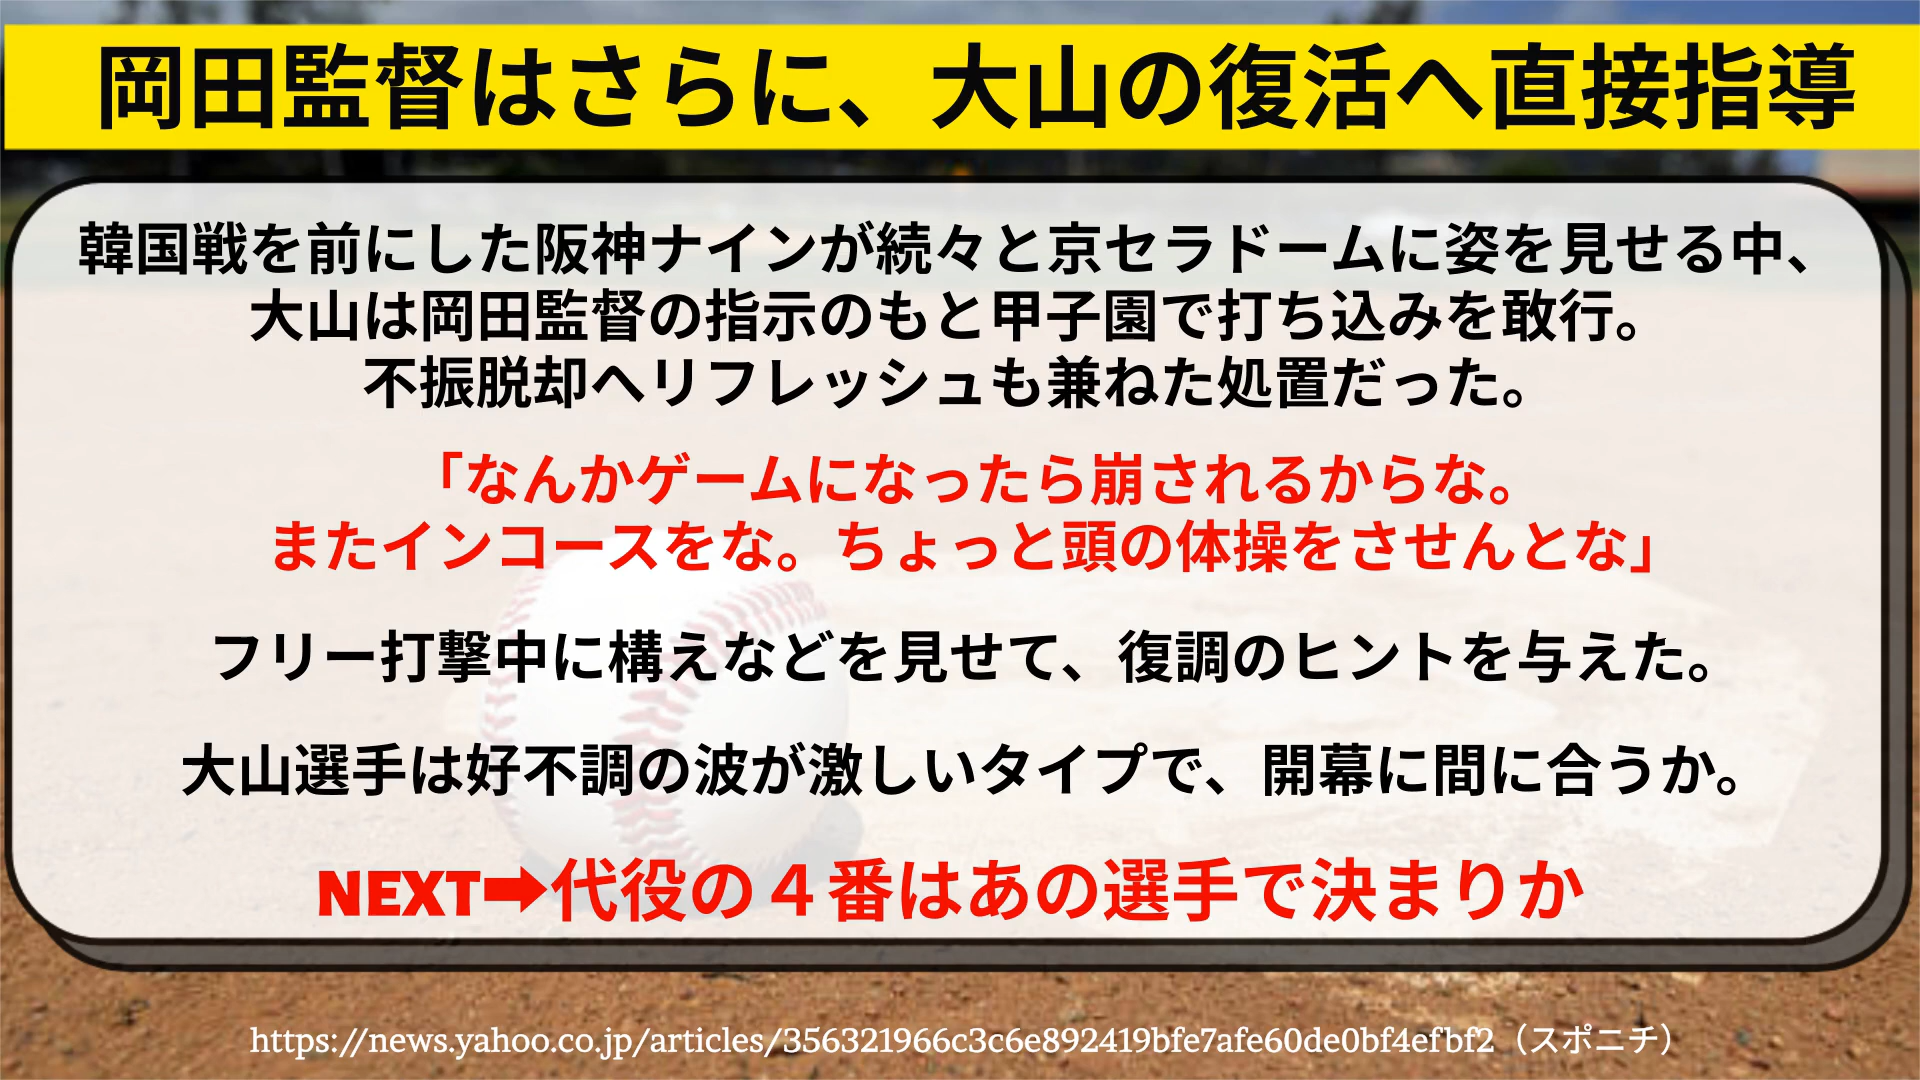 岡田監督はさらに、大山の復活へ直接指導
韓国戦を前にした阪神ナインが続々と京セラドームに姿を見せる中、
大山は岡田監督の指示のもと甲子園で打ち込みを敢行。
不振脱却へリフレッシュも兼ねた処置だった。
「なんかゲームになったら崩されるからな。
またインコースをな。ちょっと頭の体操をさせんとな」
フリー打撃中に構えなどを見せて、復調のヒントを与えた。
大山選手は好不調の波が激しいタイプで、開幕に間に合うか。
NEXT➡代役の４番はあの選手で決まりか
https://news.yahoo.co.jp/articles/356321966c3c6e892419bfe7afe60de0bf4efbf2（スポニチ）